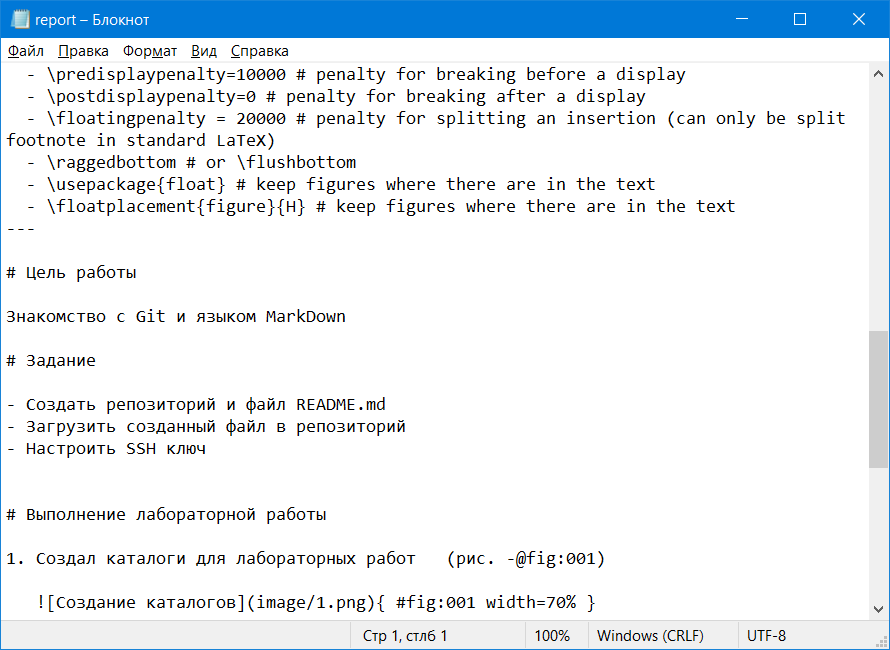 report – Блокнот
Файл Правка Формат Вид Справка
- \predisplaypenalty=10000 # penalty for breaking before a display
- \postdisplaypenalty=0 # penalty for breaking after a display
- \floatingpenalty = 20000 # penalty for splitting an insertion (can only be split
footnote in standard LaTeX)
- \raggedbottom # or \flushbottom
- \usepackage{float} # keep figures where there are in the text
- \floatplacement{figure}{H} # keep figures where there are in the text
---
# Цель работы
Знакомство с Git и языком MarkDown
# Задание
- Создать репозиторий и файл README.md
- Загрузить созданный файл в репозиторий
- Настроить SSH ключ
# Выполнение лабораторной работы
1. Создал каталоги для лабораторных работ (рис. -@fig:001)
![Создание каталогов](image/1.png){ #fig:001 width=70% }
Стр 1, стлб 1 100% Windows (CRLF) UTF-8